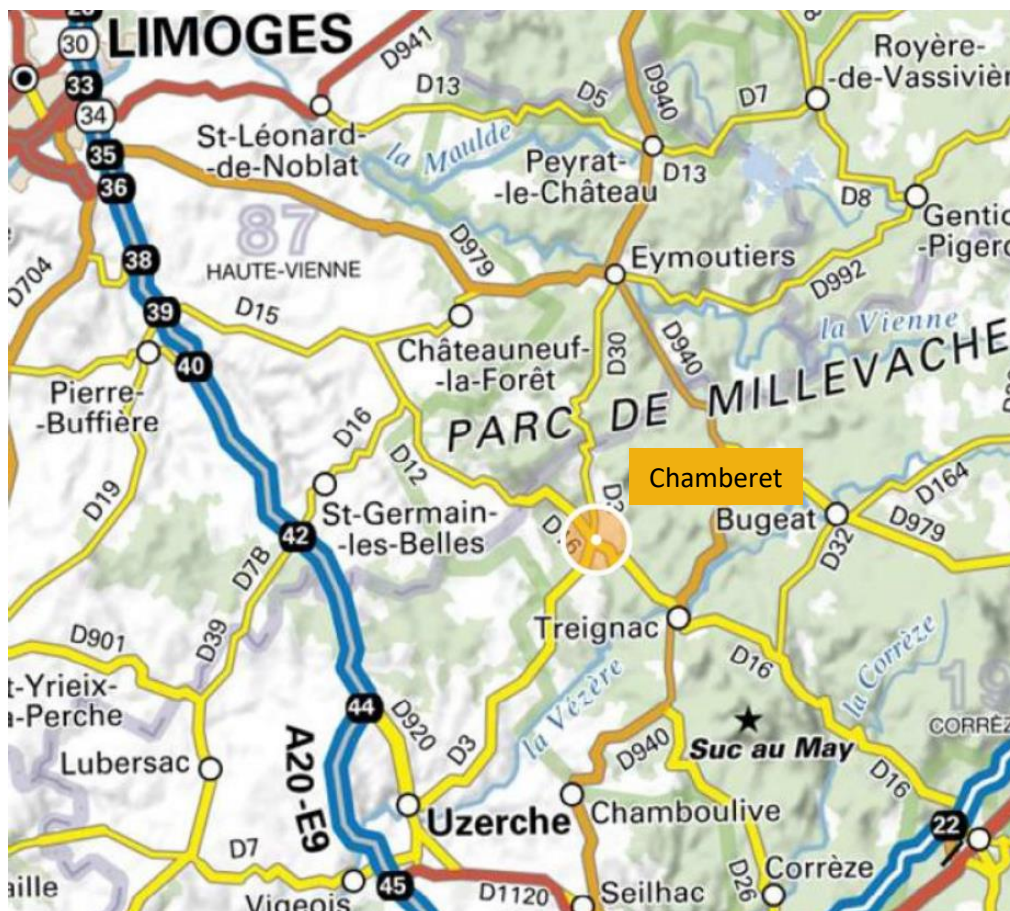 30
LIMOGES
D941
33
34
35
36
D13
D5
D940
D7
Royère-
-de-Vassivièr
St-Léonard-
-de-Noblat
la Maulde
Peyrat-
-le-Château
D13
D8
Gentio
-Pigero
87
HAUTE-VIENNE
D979
Eymoutiers
D992
D704
38
39
D15
la Vienne
40
Châteauneuf-
-la-Forêt
D30
D940
Pierre-
-Buffière
PARC DE MILLEVACHE
D16
D12
D19
Chamberet
D164
St-Germain-
-les-Belles
42
Bugeat
D979
D32
D7B
D16
Treignac
D901
D39
D16
la Corrèze
19
t-Yrieix-
a-Perche
44
D920
la Vézère
CORRÈZ
Suc au May
A20-E9
D3
D940
Lubersac
D16
Uzerche
Chamboulive
22
D7
Corrèze
aille
Vigeois
45
D1120
Seilhac
D26